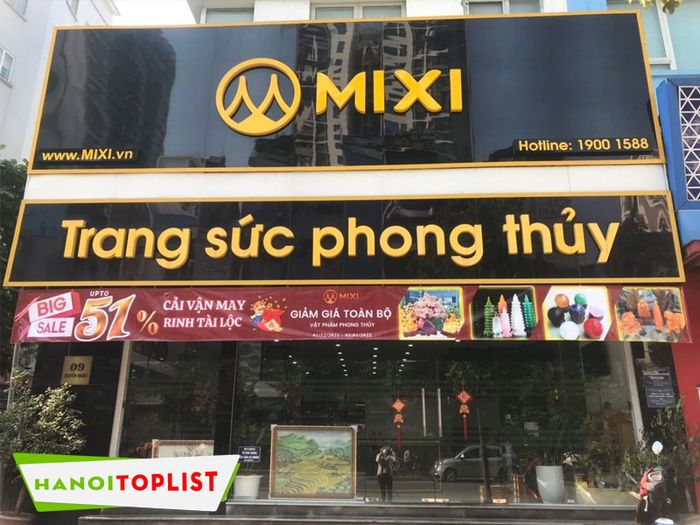 MIXI
www.MIXI.vn
Hotline: 1900 1588
Trang sức phong thủy
BIG
SALE
UPTO
51%
CẢI VẬN MAY
RINH TÀI LỘC
MIXI
GIẢM GIÁ TOÀN BỘ
VẬT PHẨM PHONG THỦY
09
HANOITOPLIST